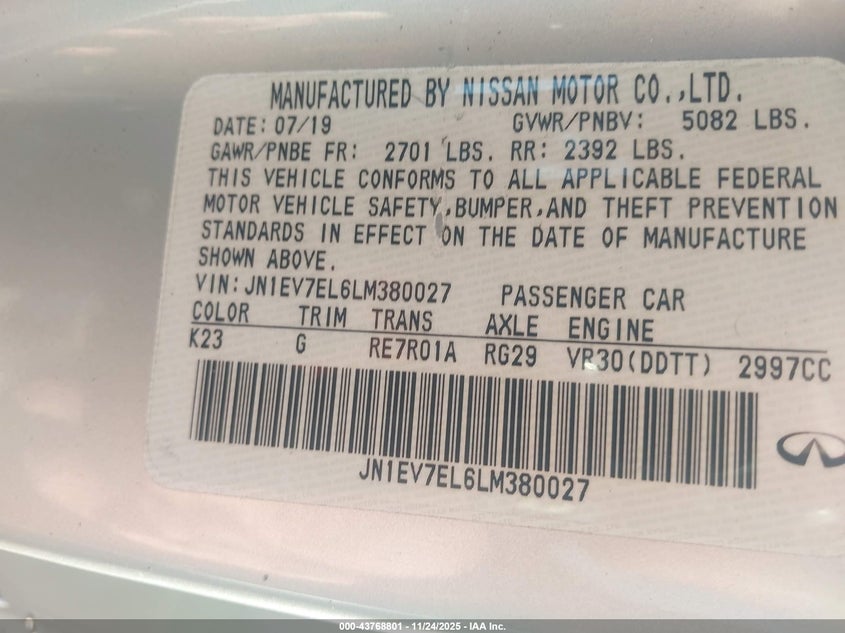 MANUFACTURED BY NISSAN MOTOR CO.,LTD.
DATE: 07/19 GVWR/PNBV: 5082 LBS.
GAWR/PNBE FR: 2701 LBS. RR: 2392 LBS.
THIS VEHICLE CONFORMS TO ALL APPLICABLE FEDERAL
MOTOR VEHICLE SAFETY,BUMPER,AND THEFT PREVENTION
STANDARDS IN EFFECT ON THE DATE OF MANUFACTURE
SHOWN ABOVE.
VIN:JN1EV7EL6LM380027 PASSENGER CAR
COLOR TRIM TRANS AXLE ENGINE
K23 G RE7R01A RG29 VR30(DDTT) 2997CC
JN1EV7EL6LM380027
000-43768801 - 11/24/2025 - IAA Inc.